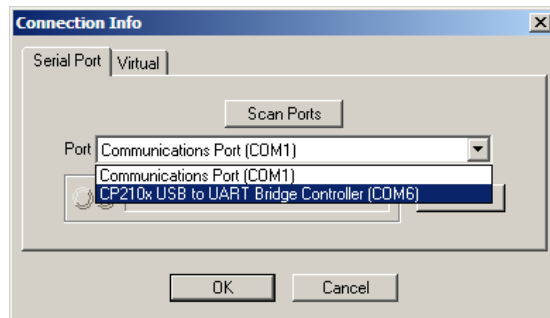 Connection Info
Serial Port Virtual
Scan Ports
Port Communications Port (COM1)
Communications Port (COM1)
CP210x USB to UART Bridge Controller (COM6)
OK Cancel